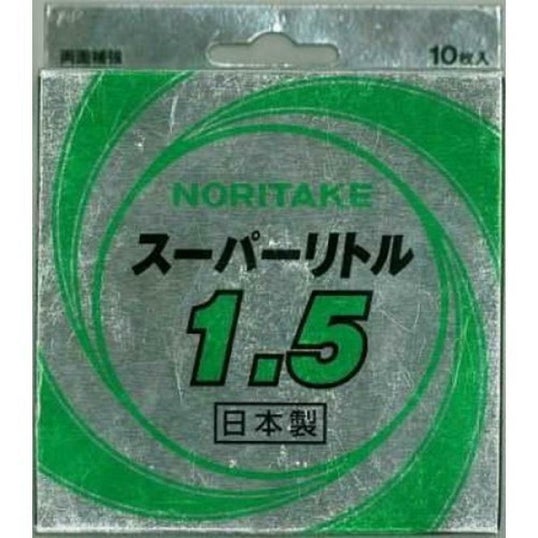 両面補強
10枚入
NORITAKE
スーパーリトル
1.5
日本製